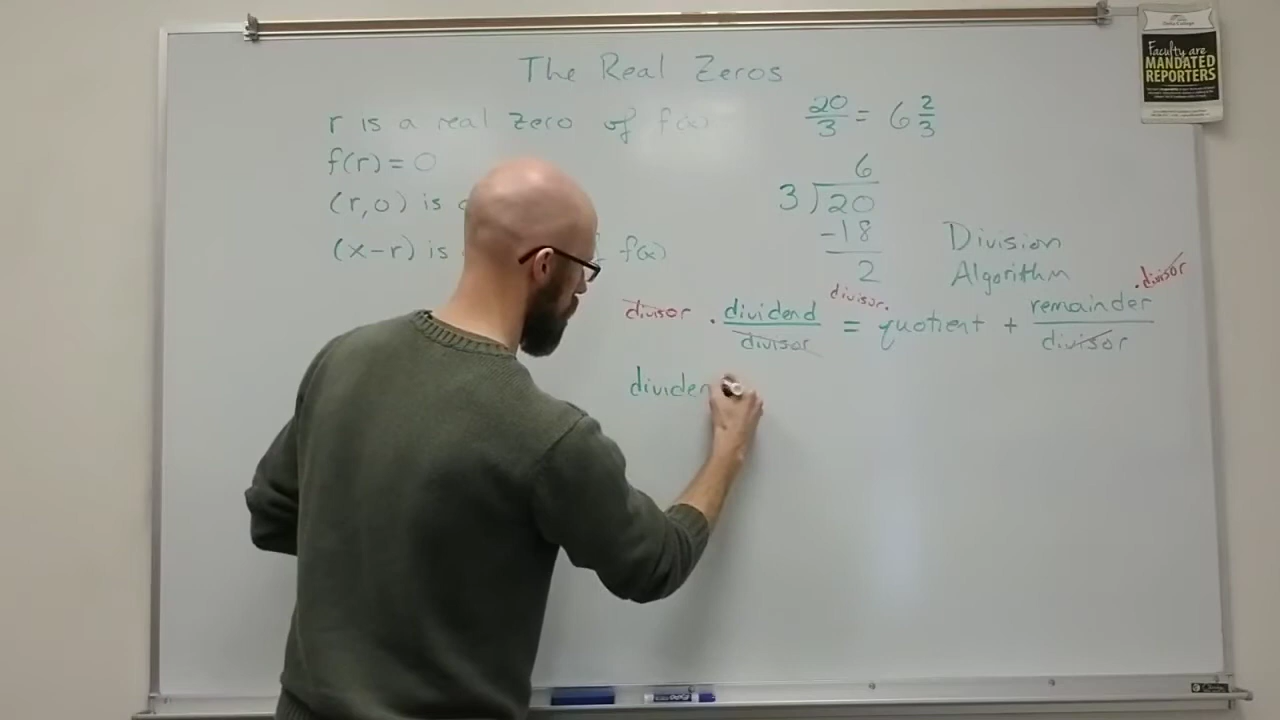 The Real Zeros
r is a real zero of f(x)
f(r) = 0
(r,0) is
(x-r) is f(x)
20/3 = 6 2/3
6
3 20
-18
2
Division
Algorithm
divisor · dividend/divisor = divisor. quotient + remainder/divisor .divisor
dividen
Faculty are
MANDATED
REPORTERS